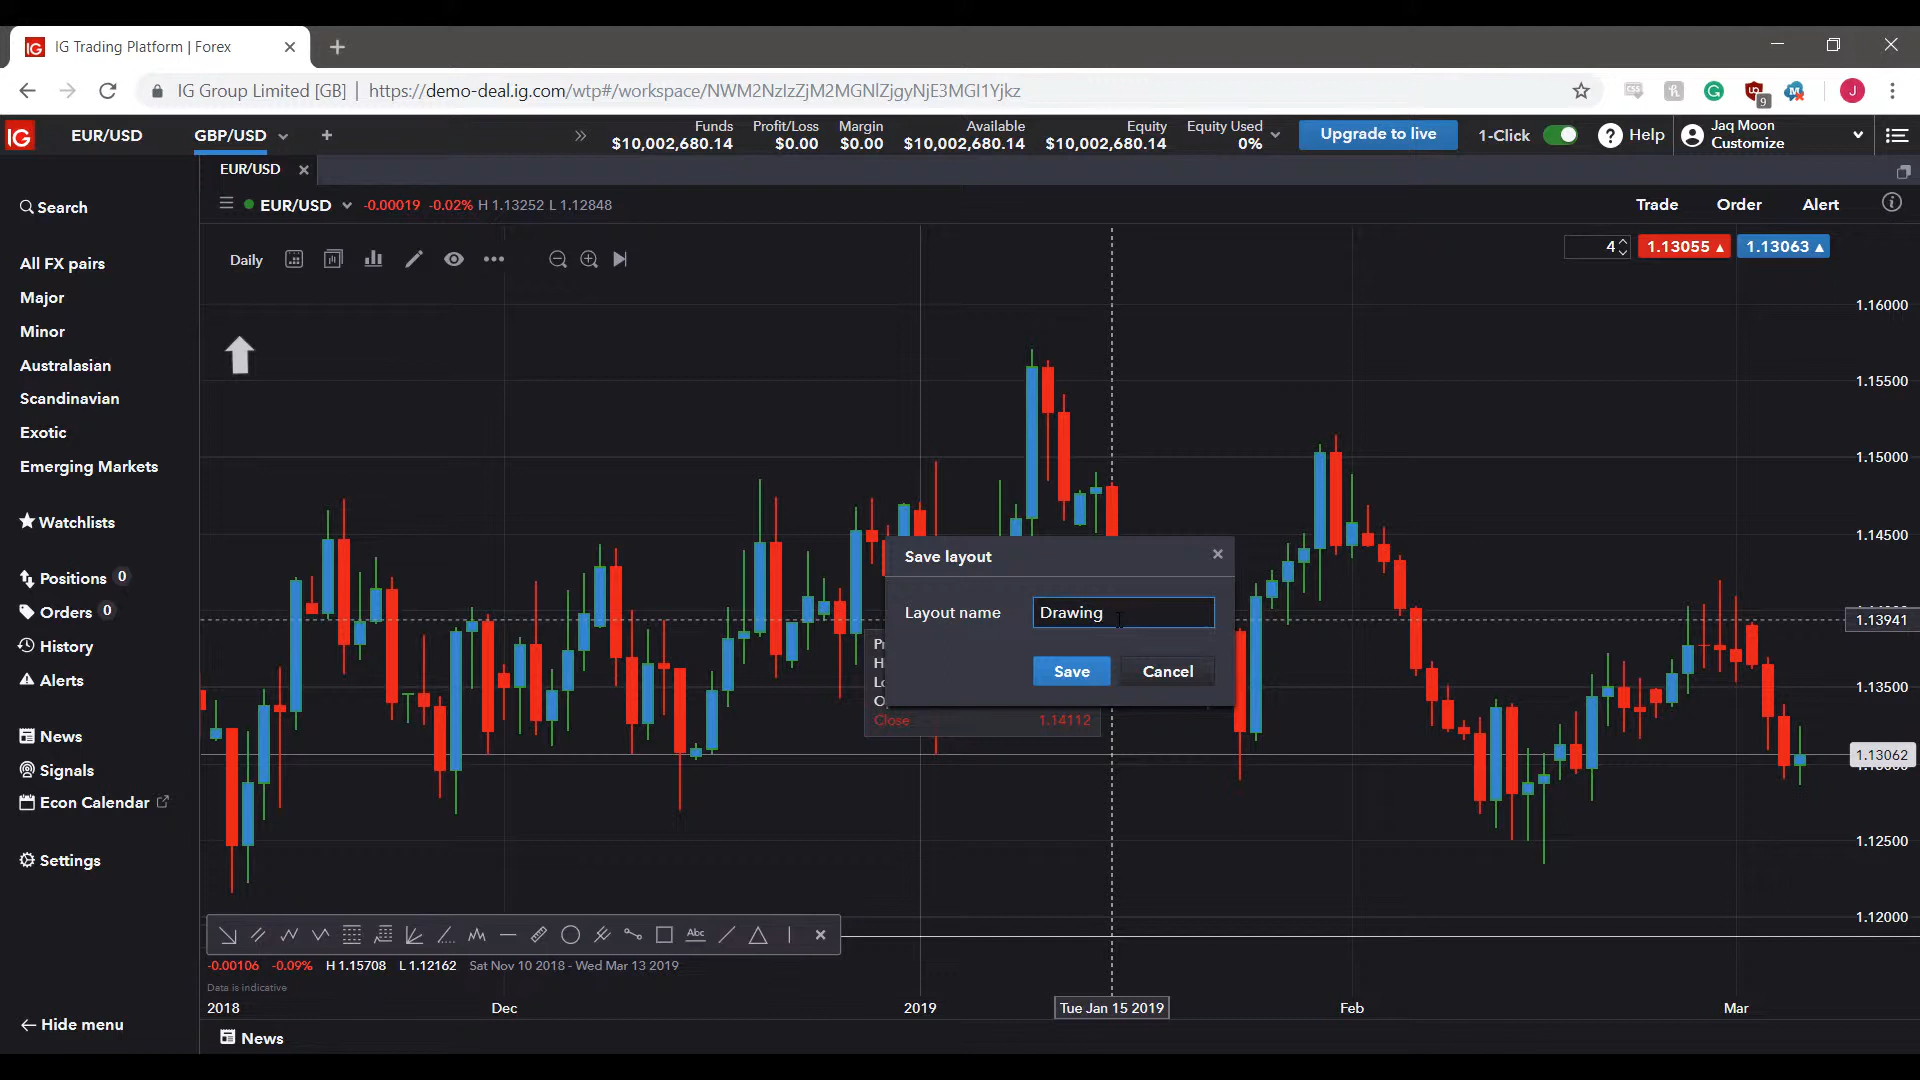 IG IG Trading Platform | Forex
IG Group Limited [GB] | https://demo-deal.ig.com/wtp#/workspace/NWM2NzIzZjM2MGNlZjgyNjE3MGI1Yjkz
9
J
IG EUR/USD GBP/USD
Funds Profit/Loss Margin Available Equity Equity Used
$10,002,680.14 $0.00 $0.00 $10,002,680.14 $10,002,680.14 0%
Upgrade to live
1-Click
? Help
Jaq Moon
Customize
EUR/USD
EUR/USD -0.00019 -0.02% H 1.13252 L 1.12848
Trade Order Alert
Daily
4 1.13055 1.13063
Search
All FX pairs
Major
Minor
Australasian
Scandinavian
Exotic
Emerging Markets
Watchlists
Positions 0
Orders 0
History
Alerts
News
Signals
Econ Calendar
Settings
Hide menu
1.16000
1.15500
1.15000
1.14500
1.13941
1.13500
1.13062
1.12500
1.12000
Save layout
Layout name Drawing
Save Cancel
Close 1.14112
Abc
-0.00106 -0.09% H 1.15708 L 1.12162 Sat Nov 10 2018 - Wed Mar 13 2019
Data is indicative
2018 Dec 2019 Tue Jan 15 2019 Feb Mar
News